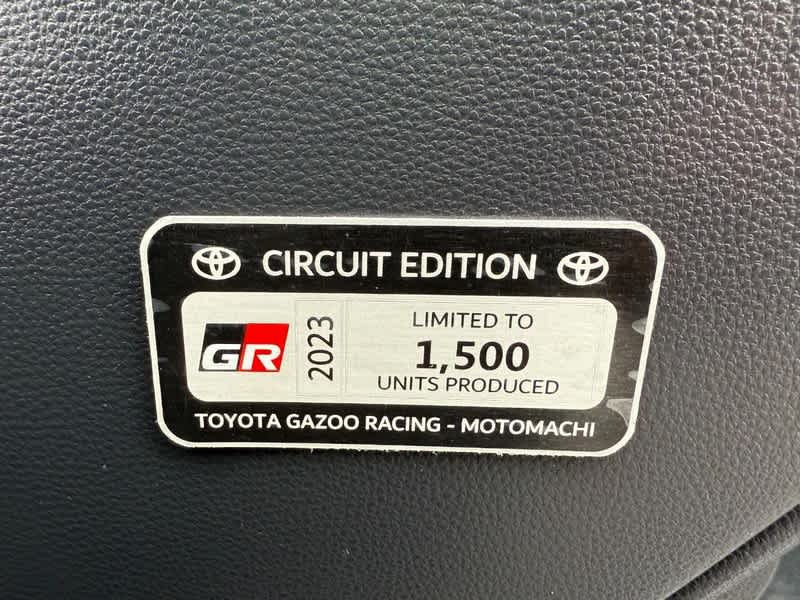 CIRCUIT EDITION
GR
2023
LIMITED TO
1,500
UNITS PRODUCED
TOYOTA GAZOO RACING - MOTOMACHI